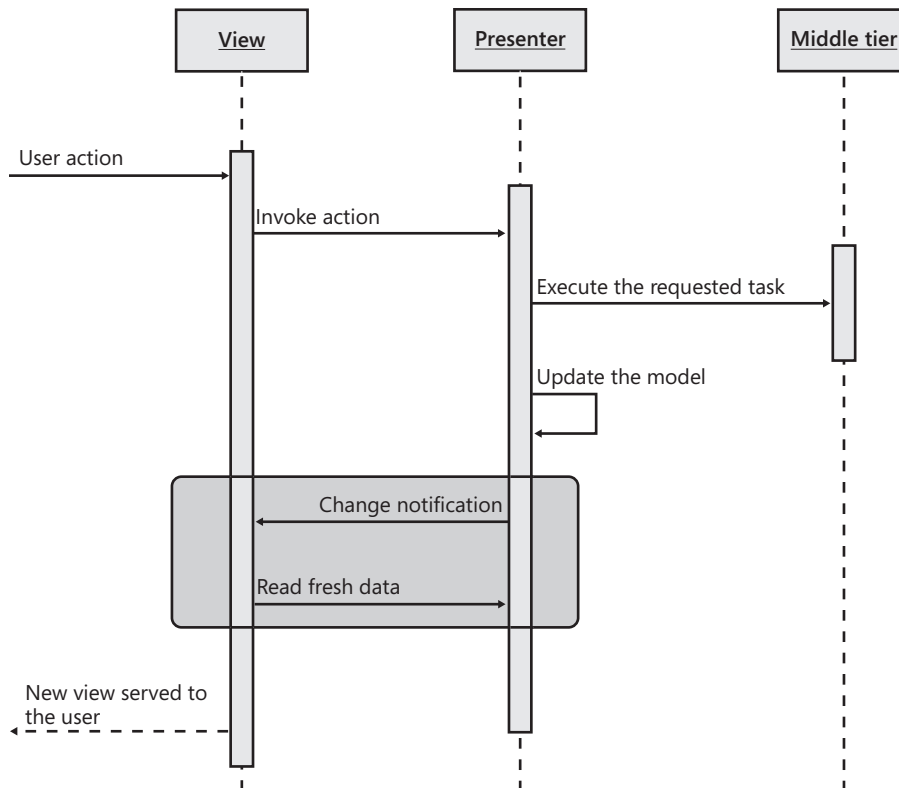 View
Presenter
Middle tier
User action
Invoke action
Execute the requested task
Update the model
Change notification
Read fresh data
New view served to
the user